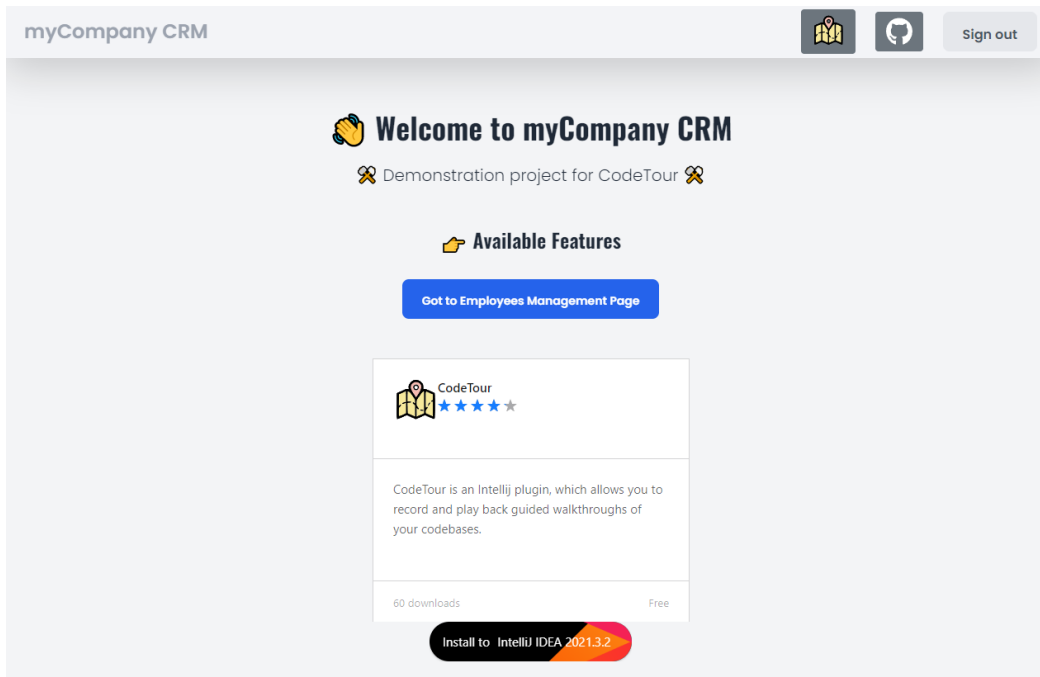 myCompany CRM
Sign out
Welcome to myCompany CRM
Demonstration project for CodeTour
Available Features
Got to Employees Management Page
CodeTour
CodeTour is an Intellij plugin, which allows you to
record and play back guided walkthroughs of
your codebases.
60 downloads
Free
Install to IntelliJ IDEA 2021.3.2